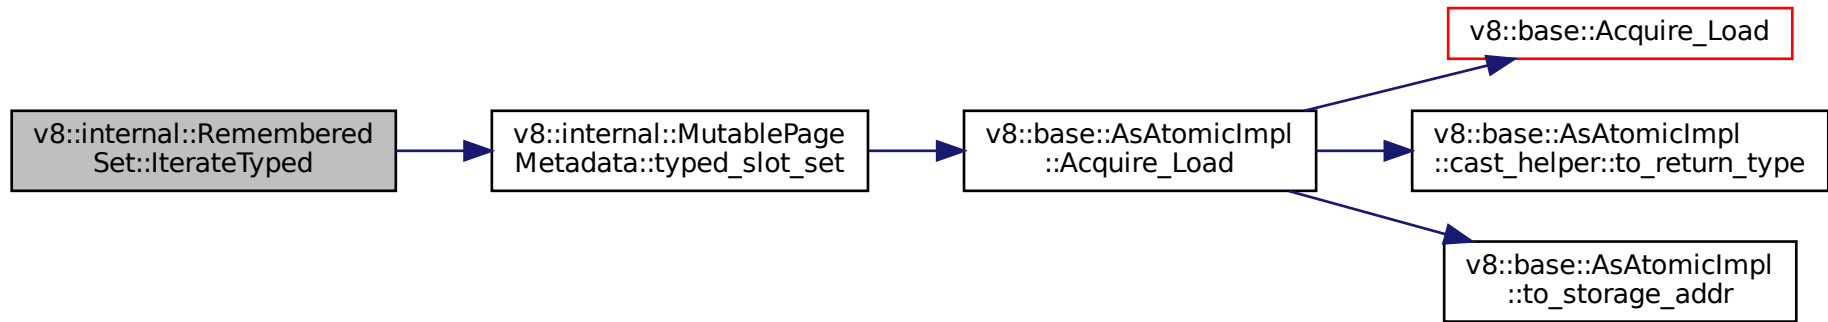 v8::internal::Remembered
Set::IterateTyped
v8::internal::MutablePage
Metadata::typed_slot_set
v8::base::AsAtomicImpl
::Acquire_Load
v8::base::Acquire_Load
v8::base::AsAtomicImpl
::cast_helper::to_return_type
v8::base::AsAtomicImpl
::to_storage_addr